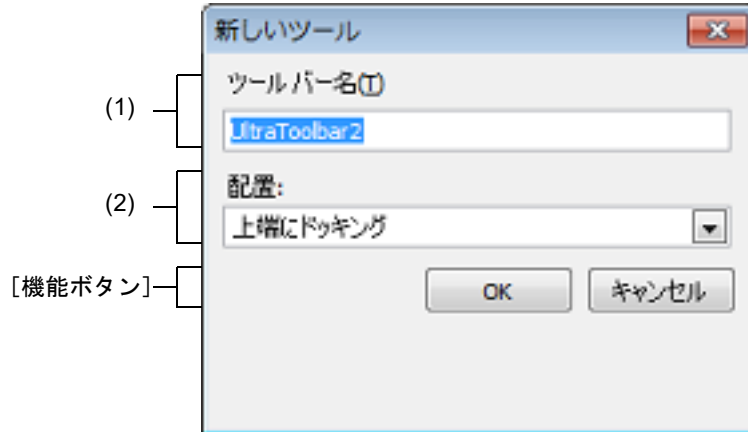 新しいツール
ツール バー名(T)
(1)
UltraToolbar2
配置:
(2)
上端にドッキング
[機能ボタン]
OK
キャンセル